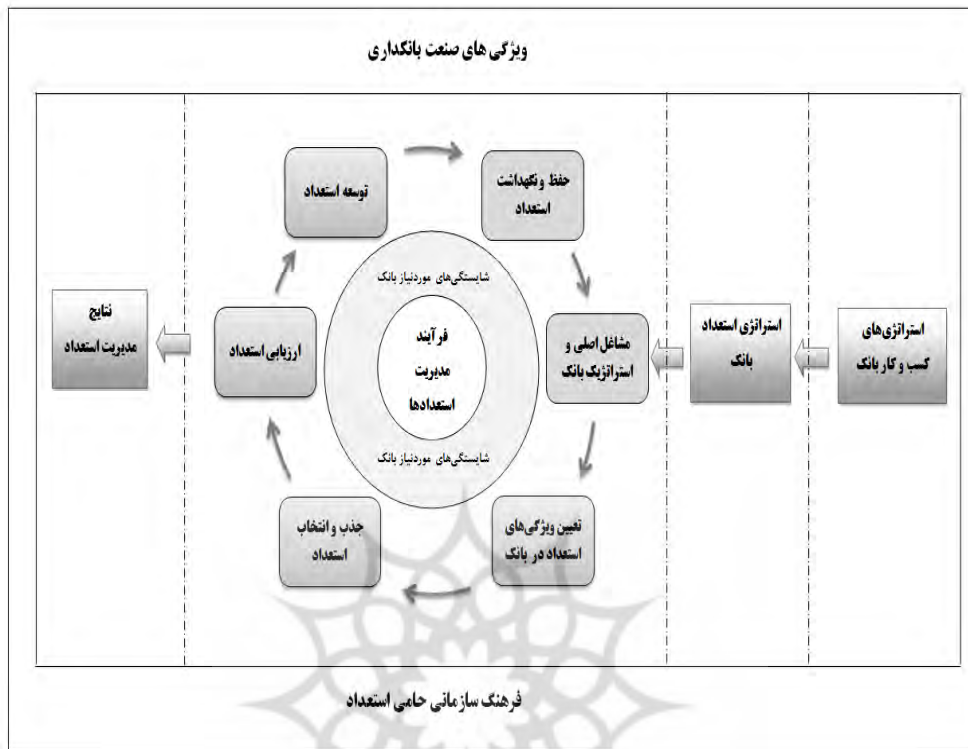 ویژگی های صنعت بانکداری
استراتژی‌های
کسب و کار بانک
استراتژی استعداد
بانک
مشاغل اصلی و
استراتژیک بانک
تعیین ویژگی‌های
استعداد در بانک
جذب و انتخاب
استعداد
ارزیابی استعداد
توسعه استعداد
حفظ و نگهداشت
استعداد
شایستگی‌های موردنیاز بانک
فرآیند
مدیریت
استعدادها
شایستگی‌های موردنیاز بانک
نتایج
مدیریت استعداد
فرهنگ سازمانی حامی استعداد